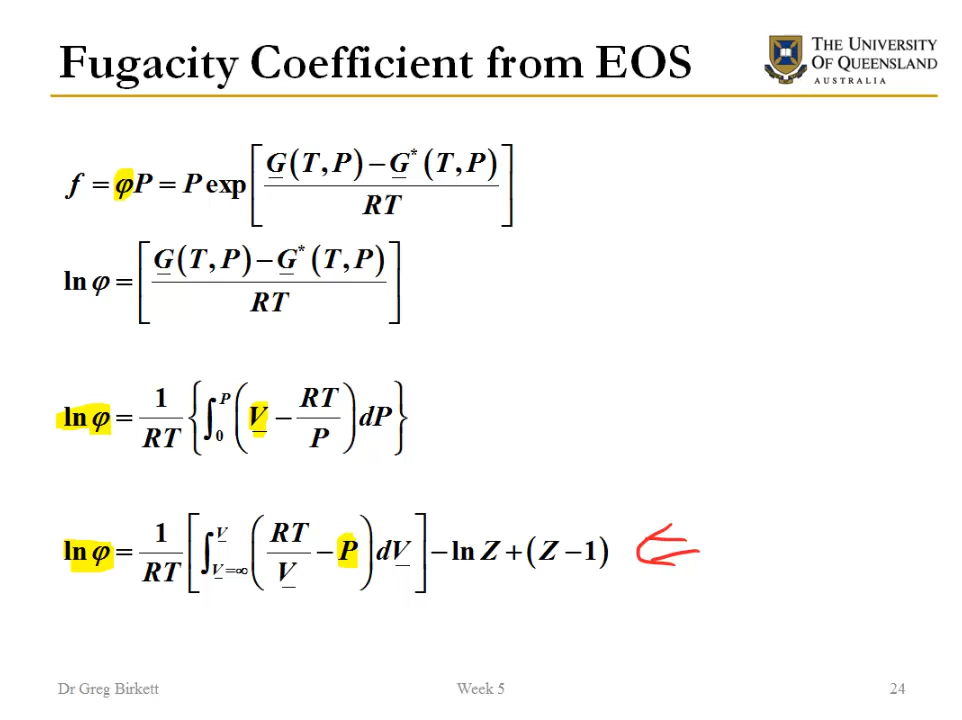 Fugacity Coefficient from EOS
THE UNIVERSITY
OF QUEENSLAND
AUSTRALIA
f = φP = P exp[(G(T,P) − G*(T,P)) / RT]
ln φ = [(G(T,P) − G*(T,P)) / RT]
ln φ = 1/RT {∫₀ᴾ (V − RT/P) dP}
ln φ = 1/RT [∫_{V=∞}^{V} (RT/V − P) dV] − ln Z + (Z − 1)
Dr Greg Birkett
Week 5
24